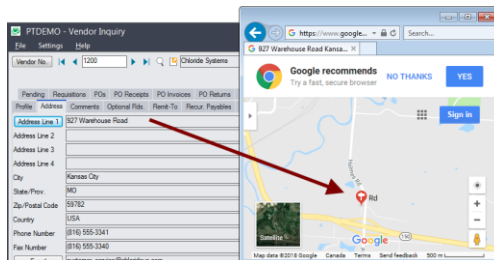 PTDEMO - Vendor Inquiry
File Settings Help
Vendor No. 1200 Chloride Systems
Pending Requisitions POs PO Receipts PO Invoices PO Returns
Profile Address Comments Optional Flds. Remit-To Recur. Payables
Address Line 1 927 Warehouse Road
Address Line 2
Address Line 3
Address Line 4
City Kansas City
State/Prov. MO
Zip/Postal Code 59782
Country USA
Phone Number (816) 555-3341
Fax Number (816) 555-3340
https://www.google... Search...
927 Warehouse Road Kansa...
Google recommends
Try a fast, secure browser
NO THANKS
YES
Sign in
Holmes Rd
Rd
Satellite
Google
150
Map data ©2018 Google Canada Terms Send feedback 500 m